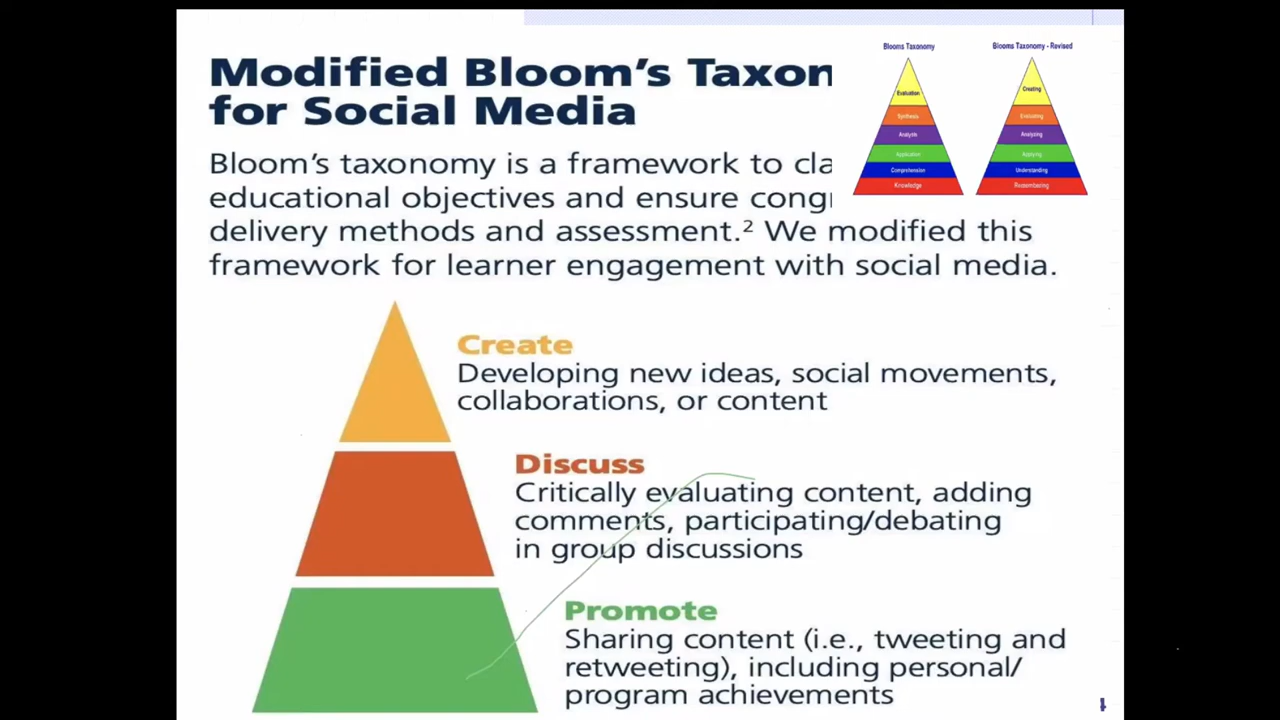 Modified Bloom's Taxon
for Social Media
Bloom's taxonomy is a framework to cla
educational objectives and ensure cong
delivery methods and assessment.² We modified this
framework for learner engagement with social media.
Blooms Taxonomy
Evaluation
Synthesis
Analysis
Application
Comprehension
Knowledge
Blooms Taxonomy - Revised
Creating
Evaluating
Analyzing
Applying
Understanding
Remembering
Create
Developing new ideas, social movements,
collaborations, or content
Discuss
Critically evaluating content, adding
comments, participating/debating
in group discussions
Promote
Sharing content (i.e., tweeting and
retweeting), including personal/
program achievements